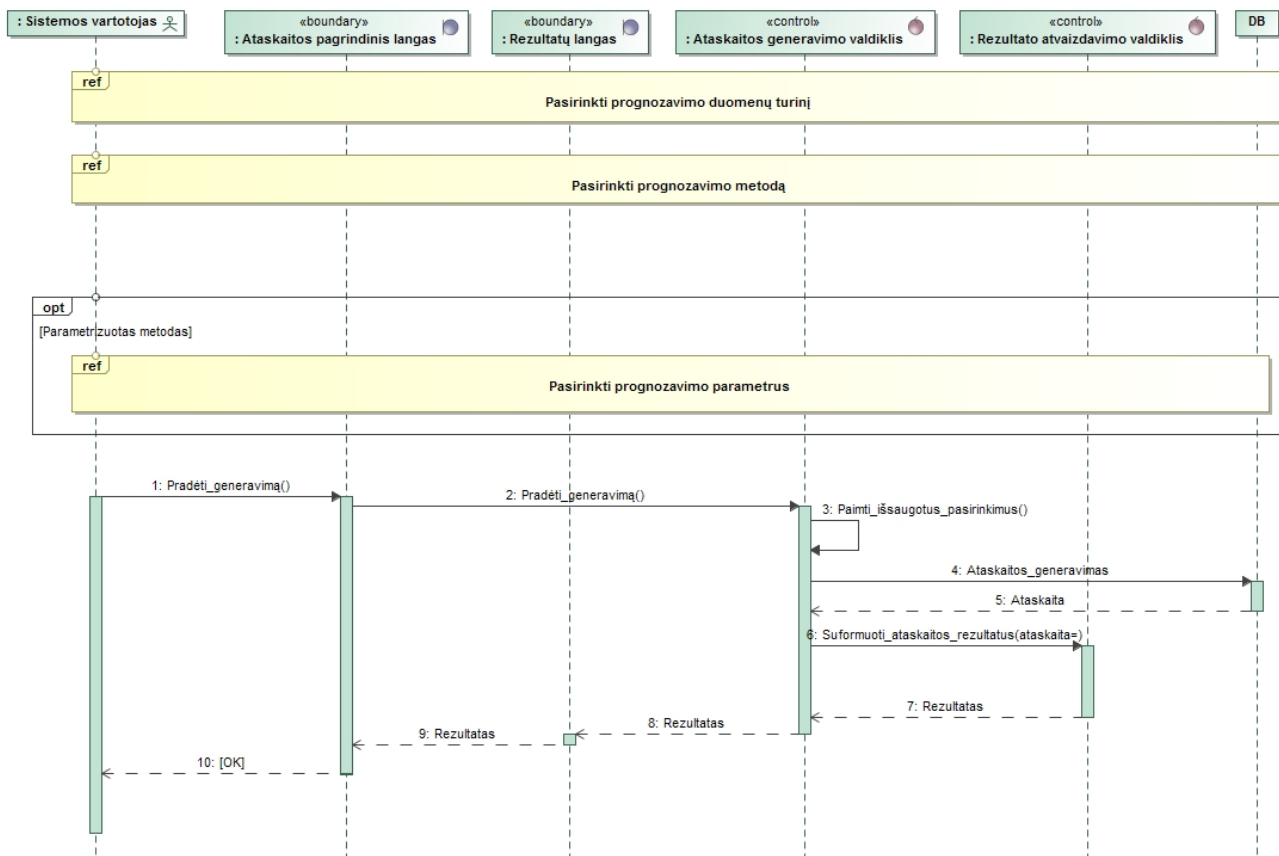 : Sistemos vartotojas
«boundary»
: Ataskaitos pagrindinis langas
«boundary»
: Rezultatų langas
«control»
: Ataskaitos generavimo valdiklis
«control»
: Rezultato atvaizdavimo valdiklis
DB
ref
Pasirinkti prognozavimo duomenų turinį
ref
Pasirinkti prognozavimo metodą
opt
[Parametrizuotas metodas]
ref
Pasirinkti prognozavimo parametrus
1: Pradėti_generavimą()
2: Pradėti_generavimą()
3: Paimti_išsaugotus_pasirinkimus()
4: Ataskaitos_generavimas
5: Ataskaita
6: Suformuoti_ataskaitos_rezultatus(ataskaita=)
7: Rezultatas
8: Rezultatas
9: Rezultatas
10: [OK]